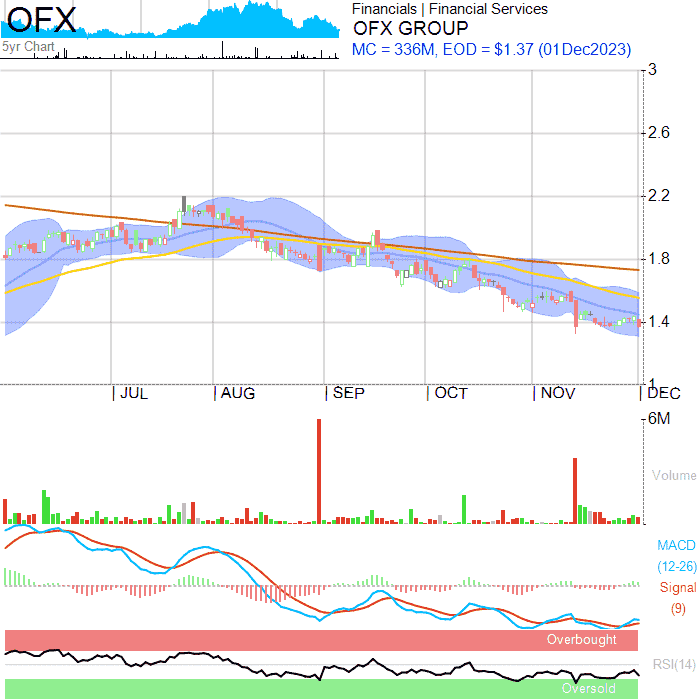 OFX
5yr Chart
Financials | Financial Services
OFX GROUP
MC = 336M, EOD = $1.37 (01Dec2023)
3
2.6
2.2
1.8
1.4
1
| JUL | AUG | SEP | OCT | NOV | DEC
6M
Volume
MACD
(12-26)
Signal
(9)
Overbought
RSI(14)
Oversold